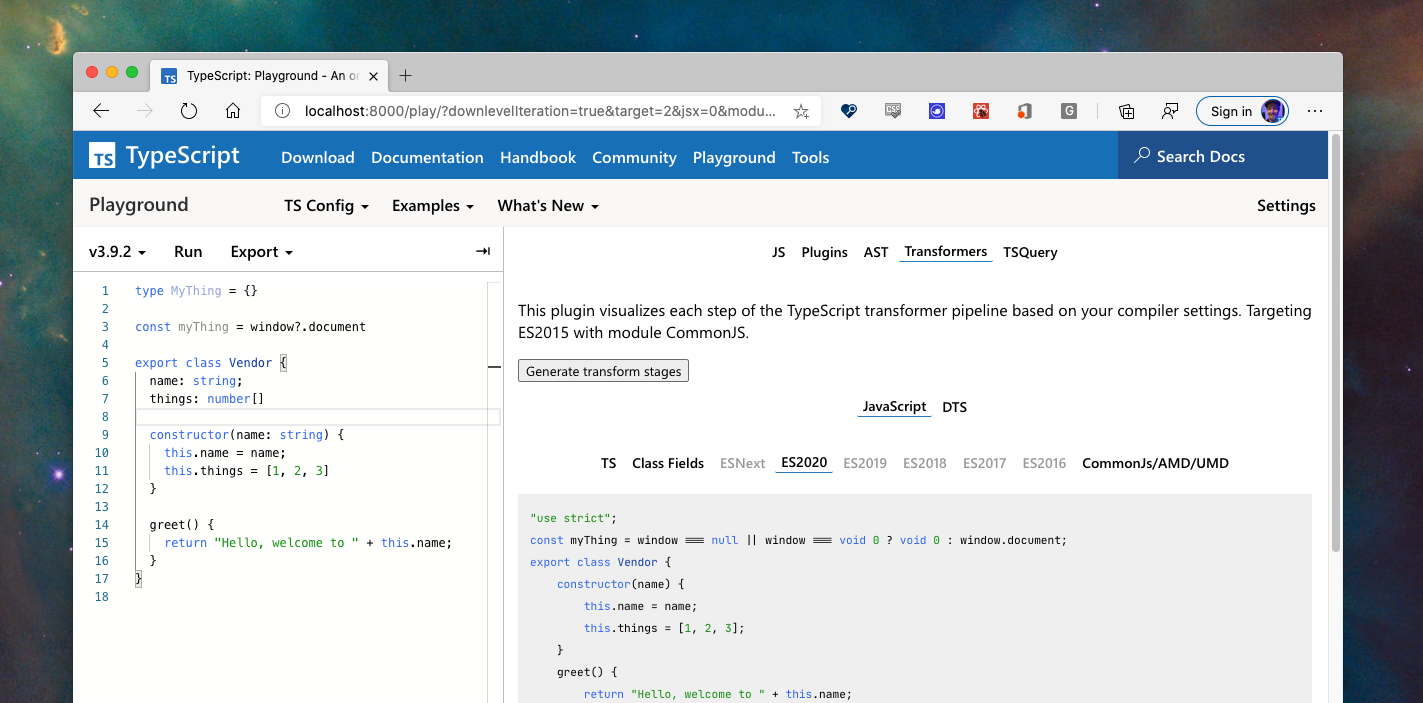 TypeScript: Playground - An or
localhost:8000/play/?downlevelIteration=true&target=2&jsx=0&modu...
CSS
G
Sign in
TS TypeScript
Download Documentation Handbook Community Playground Tools
Search Docs
Playground
TS Config Examples What's New
Settings
v3.9.2 Run Export
1 type MyThing = {}
2
3 const myThing = window?.document
4
5 export class Vendor {
6 name: string;
7 things: number[]
8
9 constructor(name: string) {
10 this.name = name;
11 this.things = [1, 2, 3]
12 }
13
14 greet() {
15 return "Hello, welcome to " + this.name;
16 }
17 }
18
JS Plugins AST Transformers TSQuery
This plugin visualizes each step of the TypeScript transformer pipeline based on your compiler settings. Targeting
ES2015 with module CommonJS.
Generate transform stages
JavaScript DTS
TS Class Fields ESNext ES2020 ES2019 ES2018 ES2017 ES2016 CommonJs/AMD/UMD
"use strict";
const myThing = window === null || window === void 0 ? void 0 : window.document;
export class Vendor {
constructor(name) {
this.name = name;
this.things = [1, 2, 3];
}
greet() {
return "Hello, welcome to " + this.name;